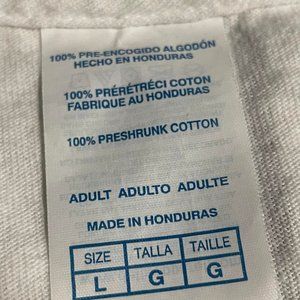 100% PRE-ENCOGIDO ALGODÓN
HECHO EN HONDURAS
100% PRÉRÉTRÉCI COTON
FABRIQUE AU HONDURAS
100% PRESHRUNK COTTON
ADULT ADULTO ADULTE
MADE IN HONDURAS
SIZE TALLA TAILLE
L G G